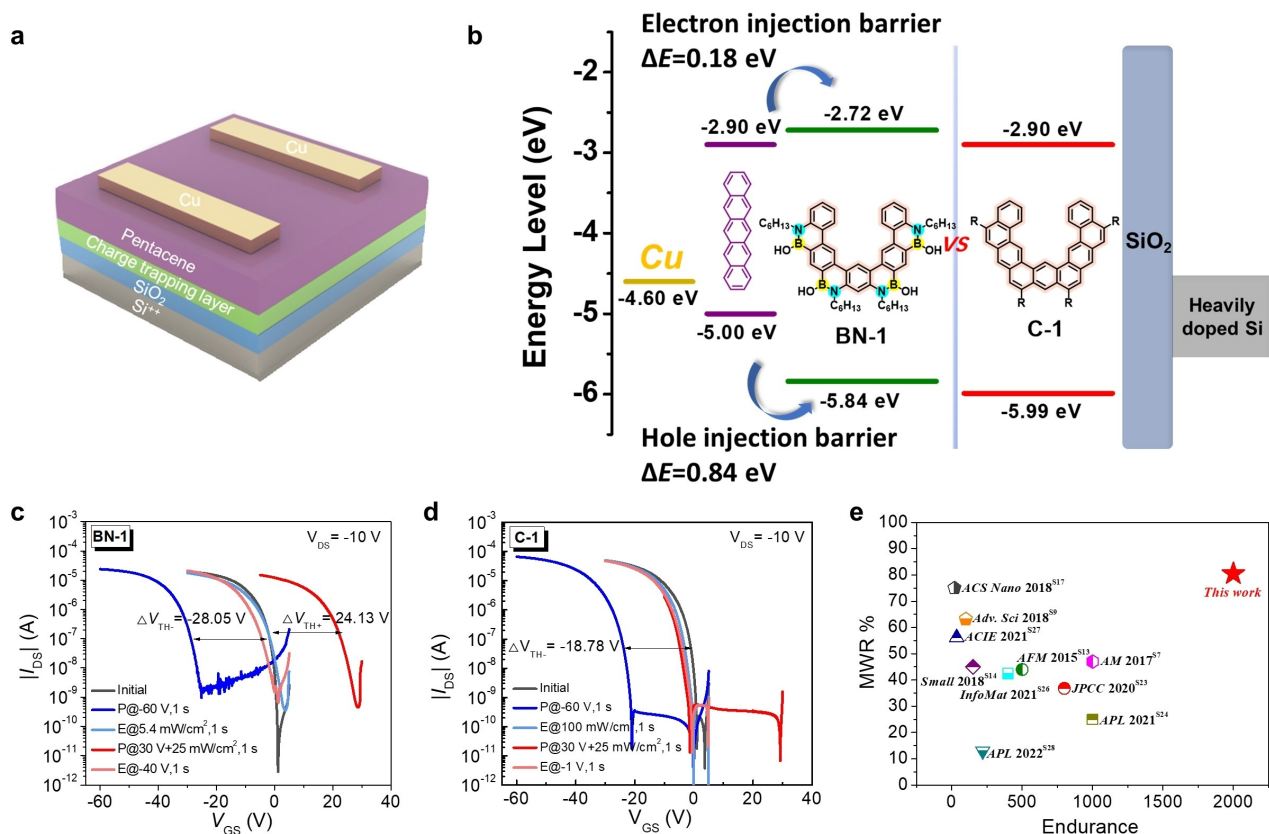 a
Cu
Cu
Pentacene
Charge trapping layer
SiO2
Si++
b
Electron injection barrier
ΔE=0.18 eV
Energy Level (eV)
-2
-3
-4
-5
-6
-2.90 eV
-2.72 eV
-2.90 eV
Cu
-4.60 eV
-5.00 eV
C6H13
N
B
HO
N
C6H13
B
OH
HO
B
N
C6H13
N
B
OH
C6H13
BN-1
VS
R
R
R
R
C-1
SiO2
Heavily
doped Si
-5.84 eV
-5.99 eV
Hole injection barrier
ΔE=0.84 eV
c
BN-1
VDS= -10 V
|IDS| (A)
10-3
10-4
10-5
10-6
10-7
10-8
10-9
10-10
10-11
10-12
△VTH-= -28.05 V
△VTH+= 24.13 V
Initial
P@-60 V,1 s
E@5.4 mW/cm2,1 s
P@30 V+25 mW/cm2,1 s
E@-40 V,1 s
-60 -40 -20 0 20 40
VGS (V)
d
C-1
VDS= -10 V
|IDS| (A)
10-3
10-4
10-5
10-6
10-7
10-8
10-9
10-10
10-11
10-12
△VTH-= -18.78 V
Initial
P@-60 V,1 s
E@100 mW/cm2,1 s
P@30 V+25 mW/cm2,1 s
E@-1 V,1 s
-60 -40 -20 0 20 40
VGS (V)
e
MWR %
100
90
80
70
60
50
40
30
20
10
0
ACS Nano 2018S17
This work
Adv. Sci 2018S9
ACIE 2021S27
AFM 2015S13
AM 2017S7
Small 2018S14
InfoMat 2021S26
JPCC 2020S23
APL 2021S24
APL 2022S28
0 500 1000 1500 2000
Endurance